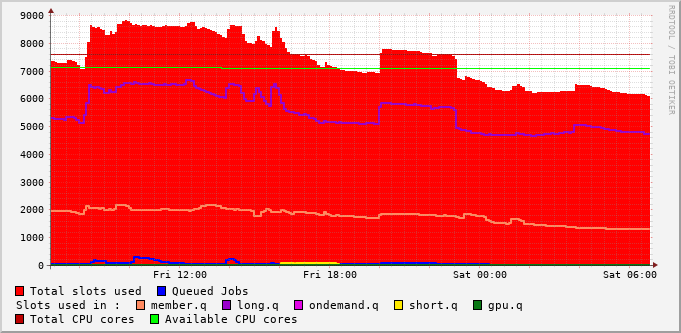 9000
8000
7000
6000
5000
4000
3000
2000
1000
0
Fri 12:00 Fri 18:00 Sat 00:00 Sat 06:00
Total slots used Queued Jobs
Slots used in : member.q long.q ondemand.q short.q gpu.q
Total CPU cores Available CPU cores
RRDTOOL / TOBI OETIKER